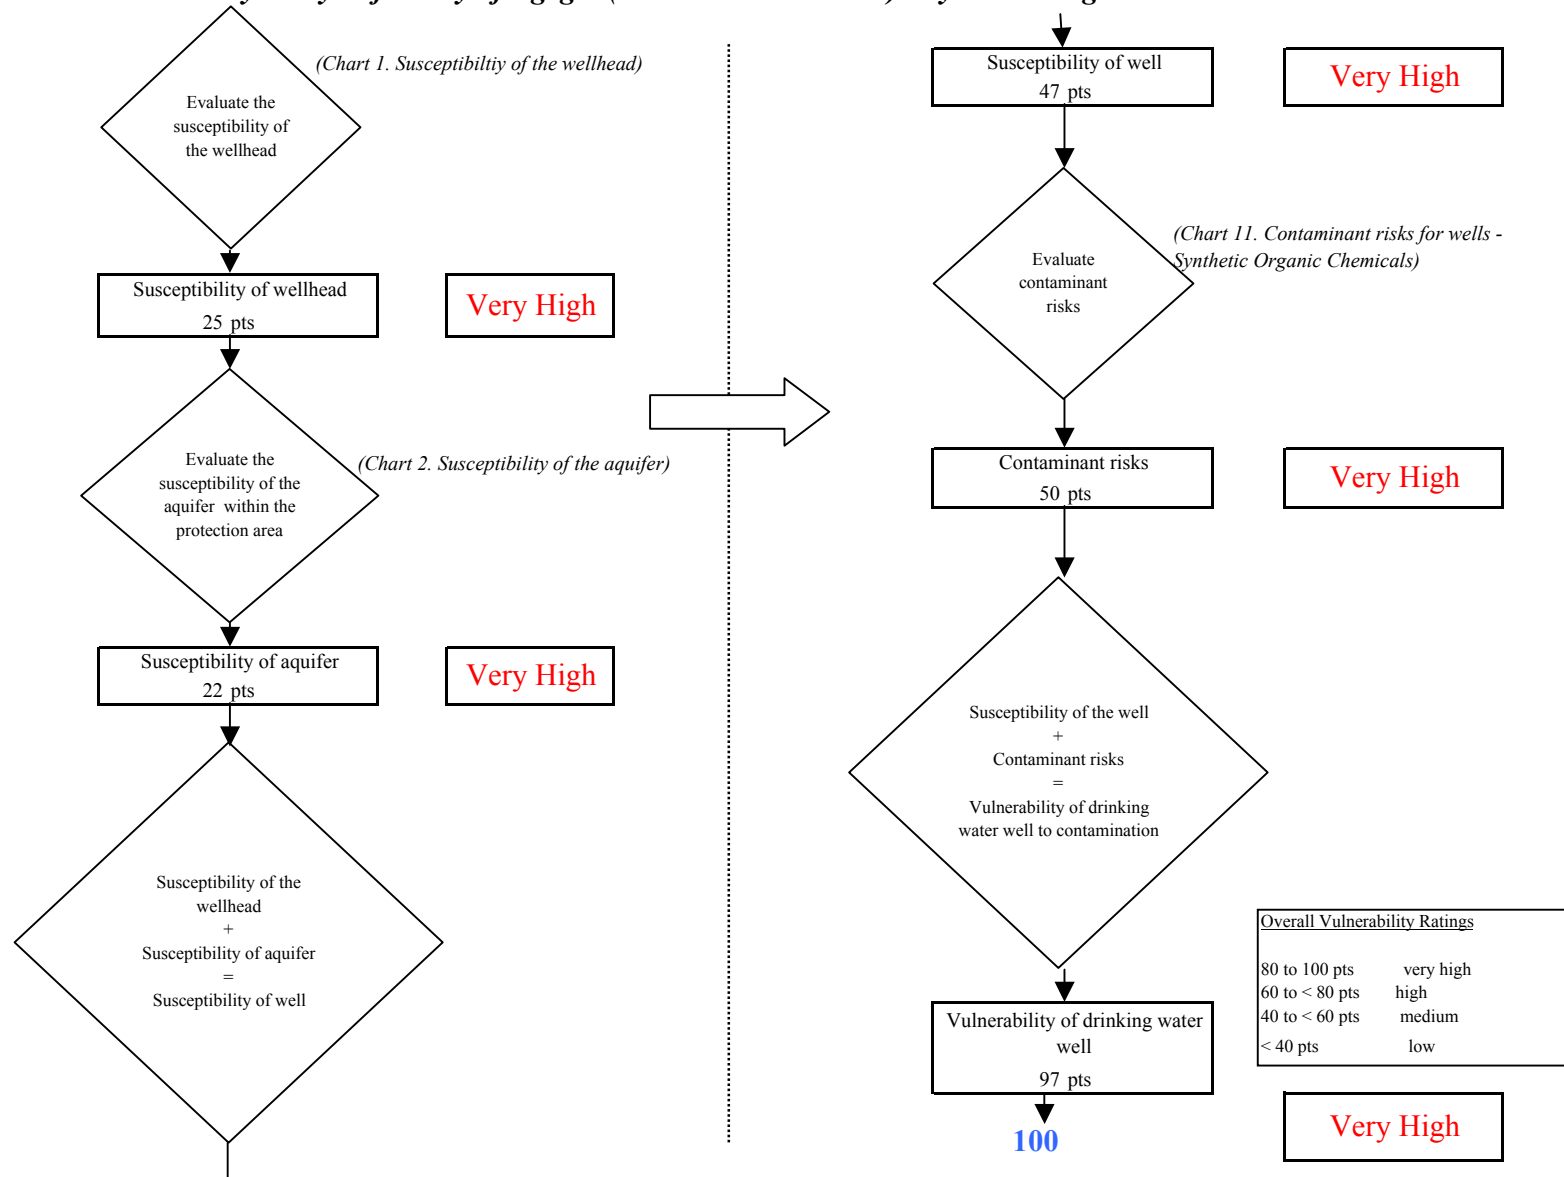 (Chart 1. Susceptibiltiy of the wellhead)
Evaluate the
susceptibility of
the wellhead
Susceptibility of wellhead
25 pts
Very High
Evaluate the
susceptibility of the
aquifer within the
protection area
(Chart 2. Susceptibility of the aquifer)
Susceptibility of aquifer
22 pts
Very High
Susceptibility of the
wellhead
+
Susceptibility of aquifer
=
Susceptibility of well
Susceptibility of well
47 pts
Very High
(Chart 11. Contaminant risks for wells -
Synthetic Organic Chemicals)
Evaluate
contaminant
risks
Contaminant risks
50 pts
Very High
Susceptibility of the well
+
Contaminant risks
=
Vulnerability of drinking
water well to contamination
Overall Vulnerability Ratings
80 to 100 pts very high
60 to < 80 pts high
40 to < 60 pts medium
< 40 pts low
Vulnerability of drinking water
well
97 pts
100
Very High